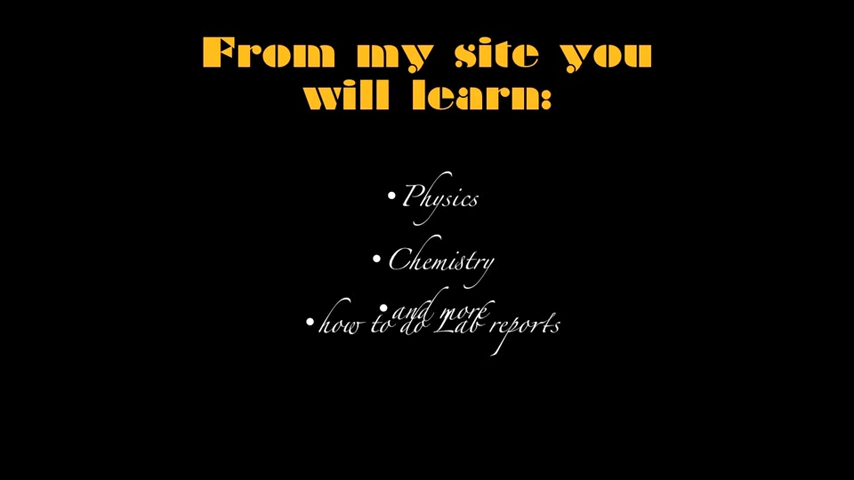 From my site you
will learn:
•Physics
•Chemistry
•and more
•how to do Lab reports